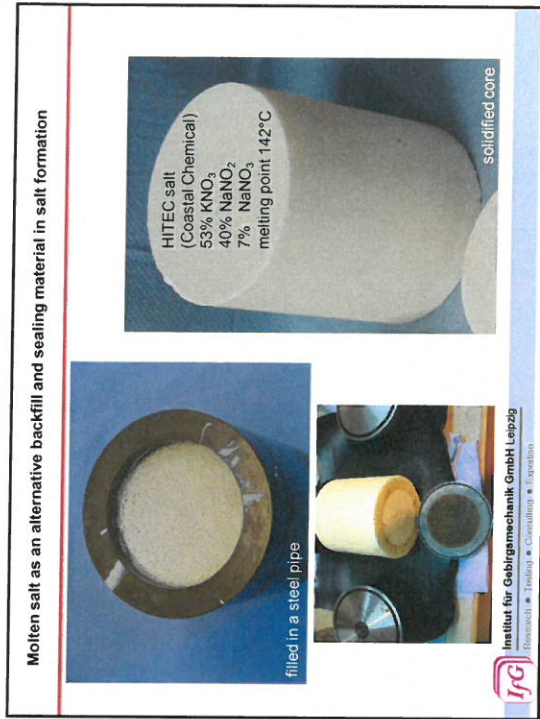 Molten salt as an alternative backfill and sealing material in salt formation
filled in a steel pipe
HITEC salt
(Coastal Chemical)
53% KNO₃
40% NaNO₂
7% NaNO₃
melting point 142°C
solidified core
IfG
Institut für Gebirgsmechanik GmbH Leipzig
Research ● Testing ● Consulting ● Expertise